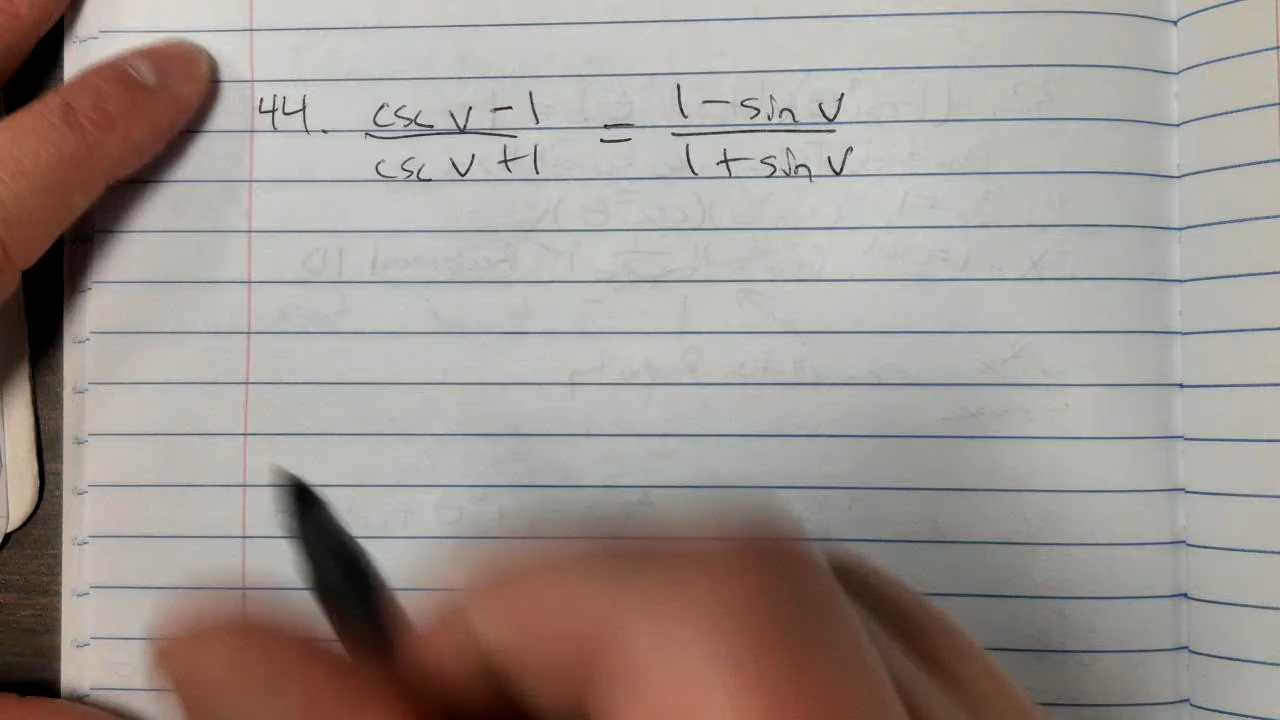 44. csc v - 1 / csc v + 1 = 1 - sin v / 1 + sin v